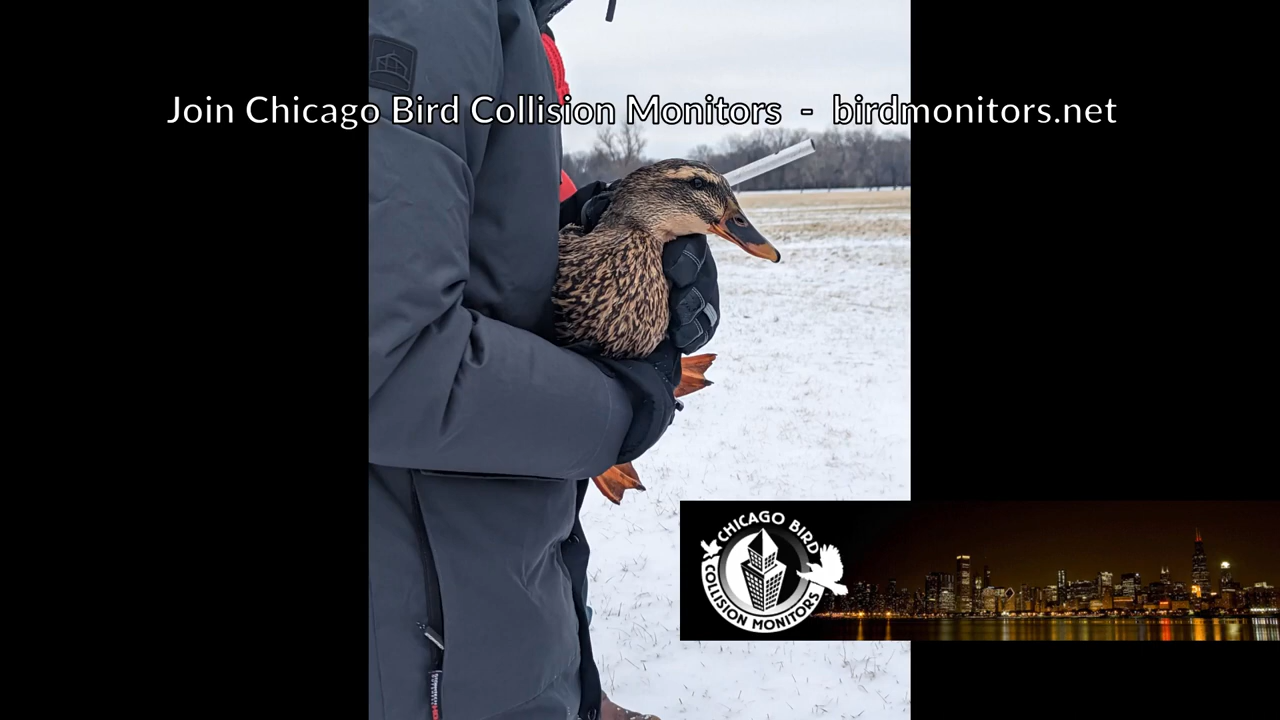 Join Chicago Bird Collision Monitors - birdmonitors.net
CHICAGO BIRD
COLLISION MONITORS